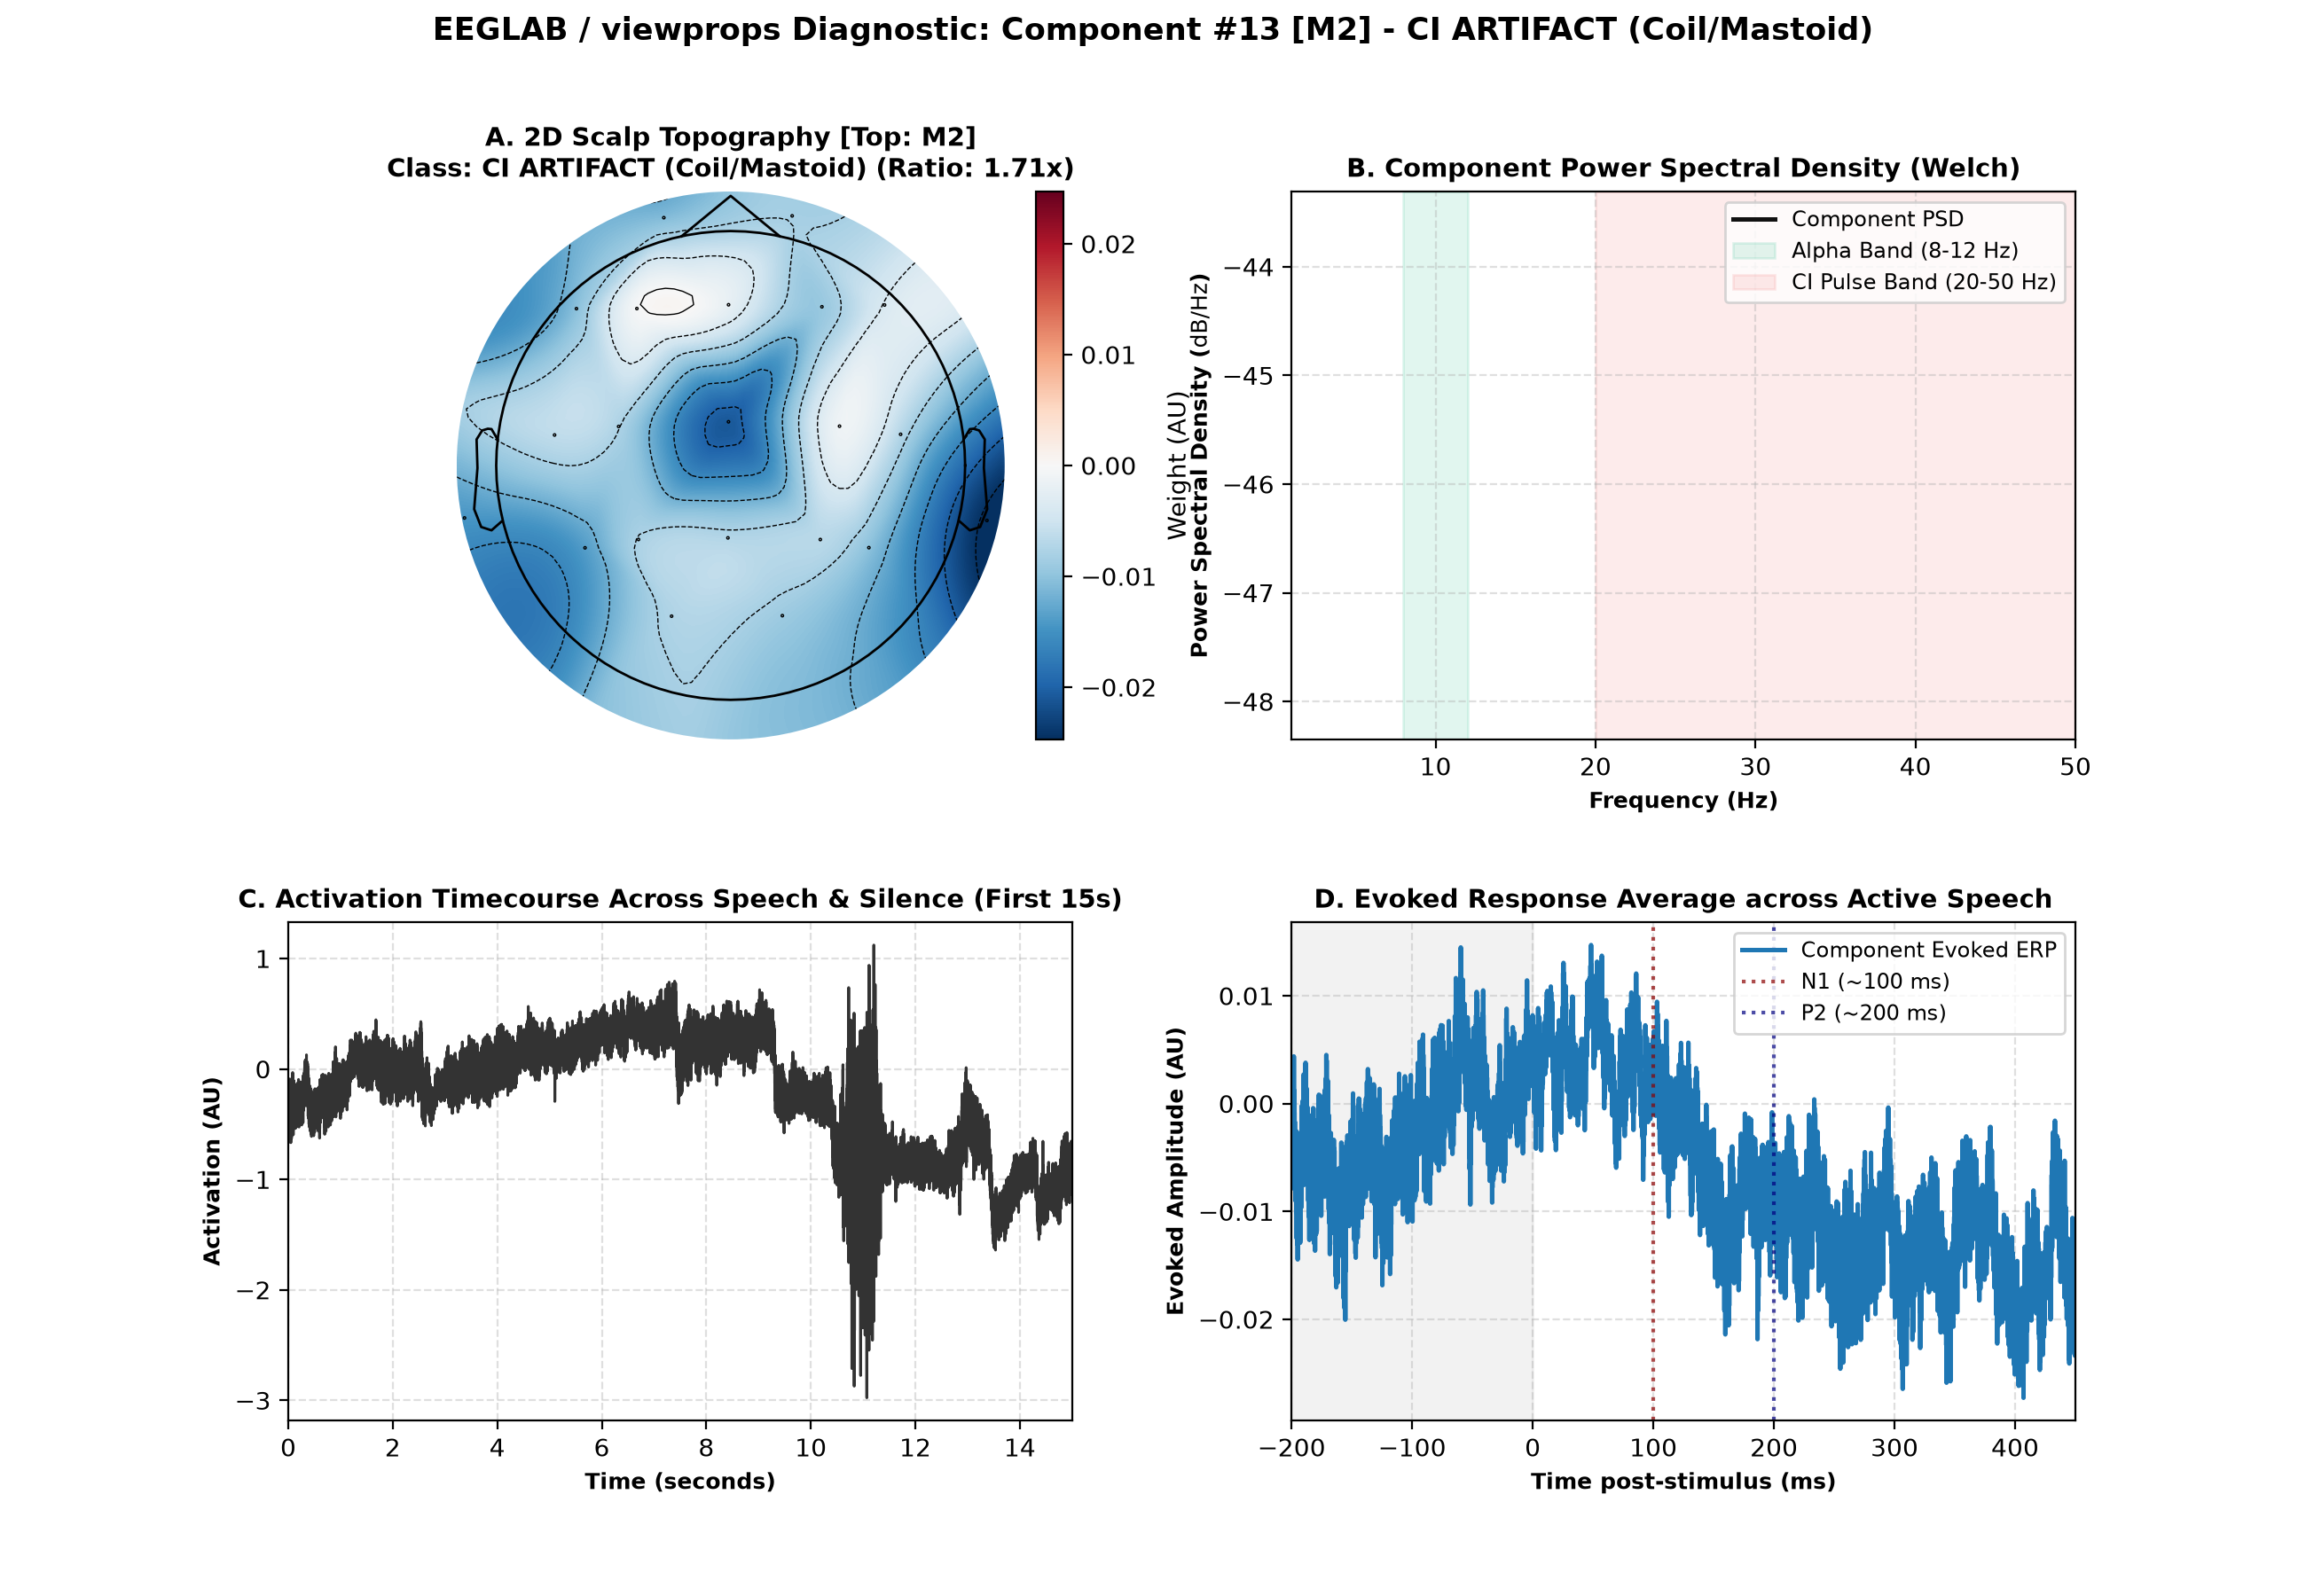 EEGLAB / viewprops Diagnostic: Component #13 [M2] - CI ARTIFACT (Coil/Mastoid)
A. 2D Scalp Topography [Top: M2]
Class: CI ARTIFACT (Coil/Mastoid) (Ratio: 1.71x)
0.02
0.01
0.00
−0.01
−0.02
Weight (AU)
B. Component Power Spectral Density (Welch)
Component PSD
Alpha Band (8-12 Hz)
CI Pulse Band (20-50 Hz)
−44
−45
−46
−47
−48
Power Spectral Density (dB/Hz)
10
20
30
40
50
Frequency (Hz)
C. Activation Timecourse Across Speech & Silence (First 15s)
1
0
−1
−2
−3
Activation (AU)
0
2
4
6
8
10
12
14
Time (seconds)
D. Evoked Response Average across Active Speech
Component Evoked ERP
N1 (~100 ms)
P2 (~200 ms)
0.01
0.00
−0.01
−0.02
Evoked Amplitude (AU)
−200
−100
0
100
200
300
400
Time post-stimulus (ms)